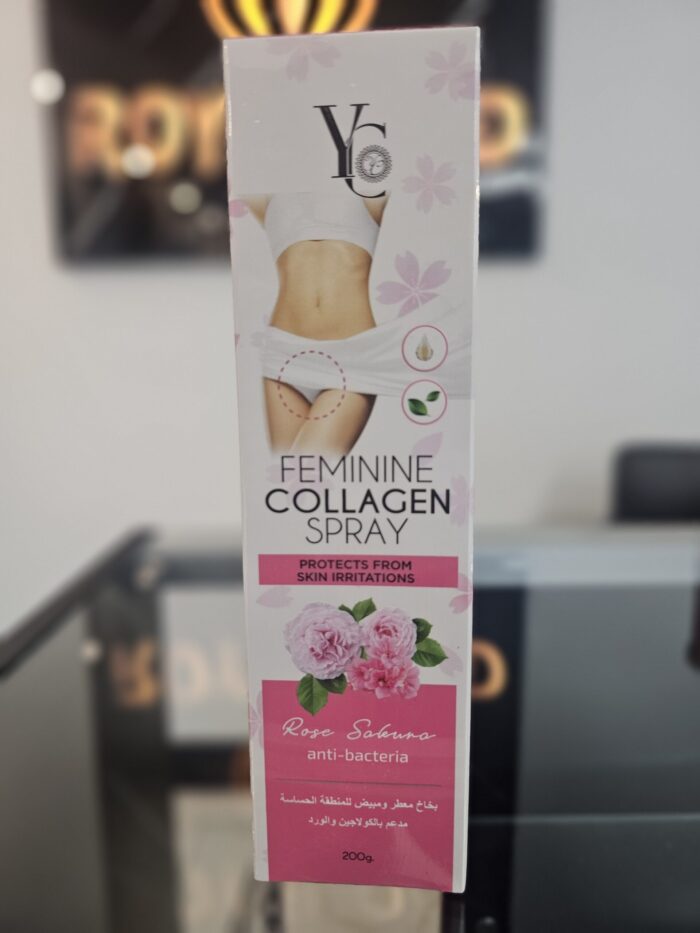 YC
FEMININE
COLLAGEN
SPRAY
PROTECTS FROM
SKIN IRRITATIONS
Rose Sakura
anti-bacteria
بخاخ معطر ومبيض للمنطقة الحساسة
مدعم بالكولاجين والورد
200g.